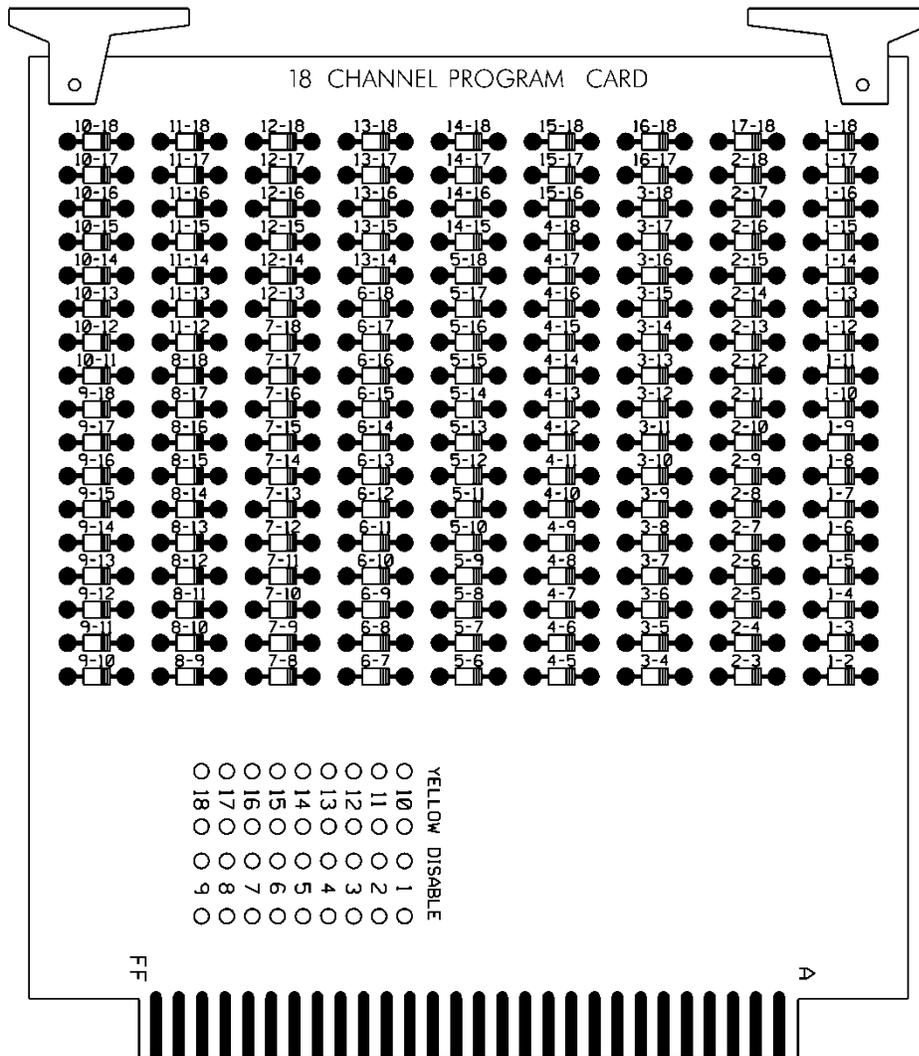 18 CHANNEL PROGRAM CARD
10-18 11-18 12-18 13-18 14-18 15-18 16-18 17-18 1-18
10-17 11-17 12-17 13-17 14-17 15-17 16-17 2-18 1-17
10-16 11-16 12-16 13-16 14-16 15-16 3-18 2-17 1-16
10-15 11-15 12-15 13-15 14-15 4-18 3-17 2-16 1-15
10-14 11-14 12-14 13-14 5-18 4-17 3-16 2-15 1-14
10-13 11-13 12-13 6-18 5-17 4-16 3-15 2-14 1-13
10-12 11-12 7-18 6-17 5-16 4-15 3-14 2-13 1-12
10-11 8-18 7-17 6-16 5-15 4-14 3-13 2-12 1-11
9-18 8-17 7-16 6-15 5-14 4-13 3-12 2-11 1-10
9-17 8-16 7-15 6-14 5-13 4-12 3-11 2-10 1-9
9-16 8-15 7-14 6-13 5-12 4-11 3-10 2-9 1-8
9-15 8-14 7-13 6-12 5-11 4-10 3-9 2-8 1-7
9-14 8-13 7-12 6-11 5-10 4-9 3-8 2-7 1-6
9-13 8-12 7-11 6-10 5-9 4-8 3-7 2-6 1-5
9-12 8-11 7-10 6-9 5-8 4-7 3-6 2-5 1-4
9-11 8-10 7-9 6-8 5-7 4-6 3-5 2-4 1-3
9-10 8-9 7-8 6-7 5-6 4-5 3-4 2-3 1-2
YELLOW DISABLE
10 1
11 2
12 3
13 4
14 5
15 6
16 7
17 8
18 9
FF
A